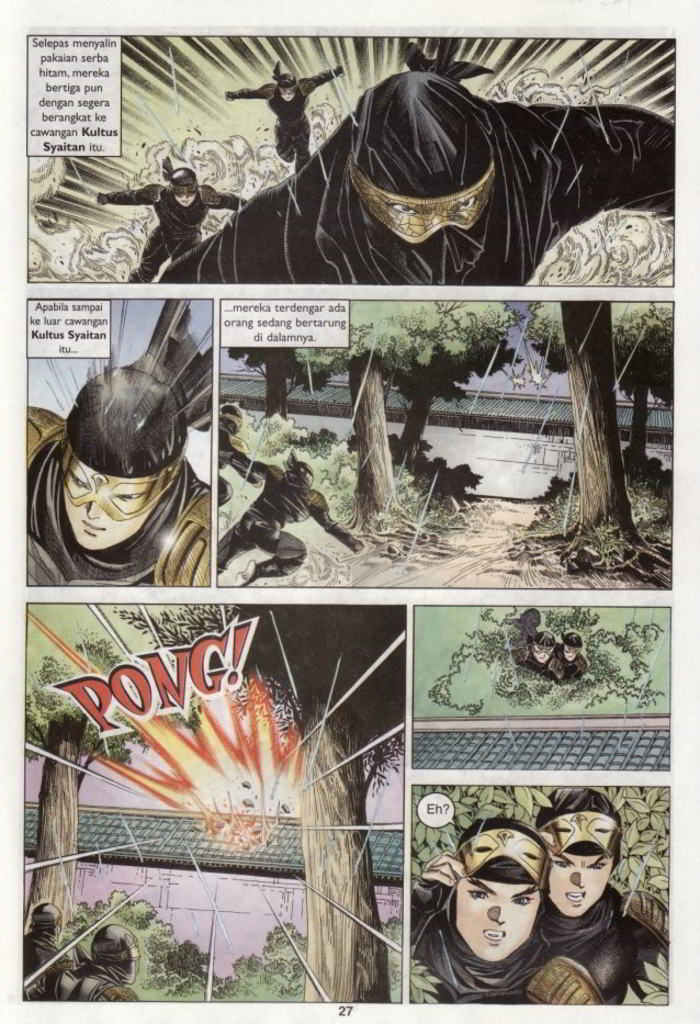 Selepas menyalin
pakaian serba
hitam, mereka
bertiga pun
dengan segera
berangkat ke
cawangan Kultus
Syaitan itu.
Apabila sampai
ke luar cawangan
Kultus Syaitan
itu...
...mereka terdengar ada
orang sedang bertarung
di dalamnya.
PONG!
Eh?
27